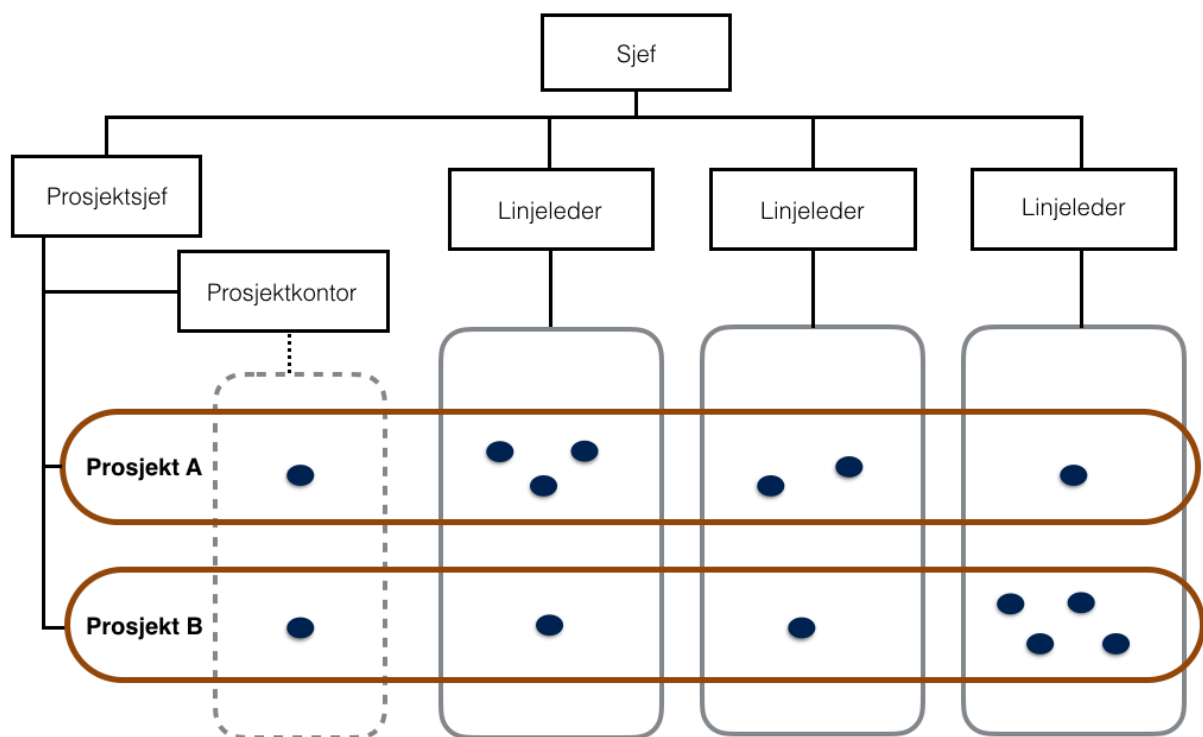 Sjef
Prosjektsjef
Linjeleder
Linjeleder
Linjeleder
Prosjektkontor
Prosjekt A
Prosjekt B